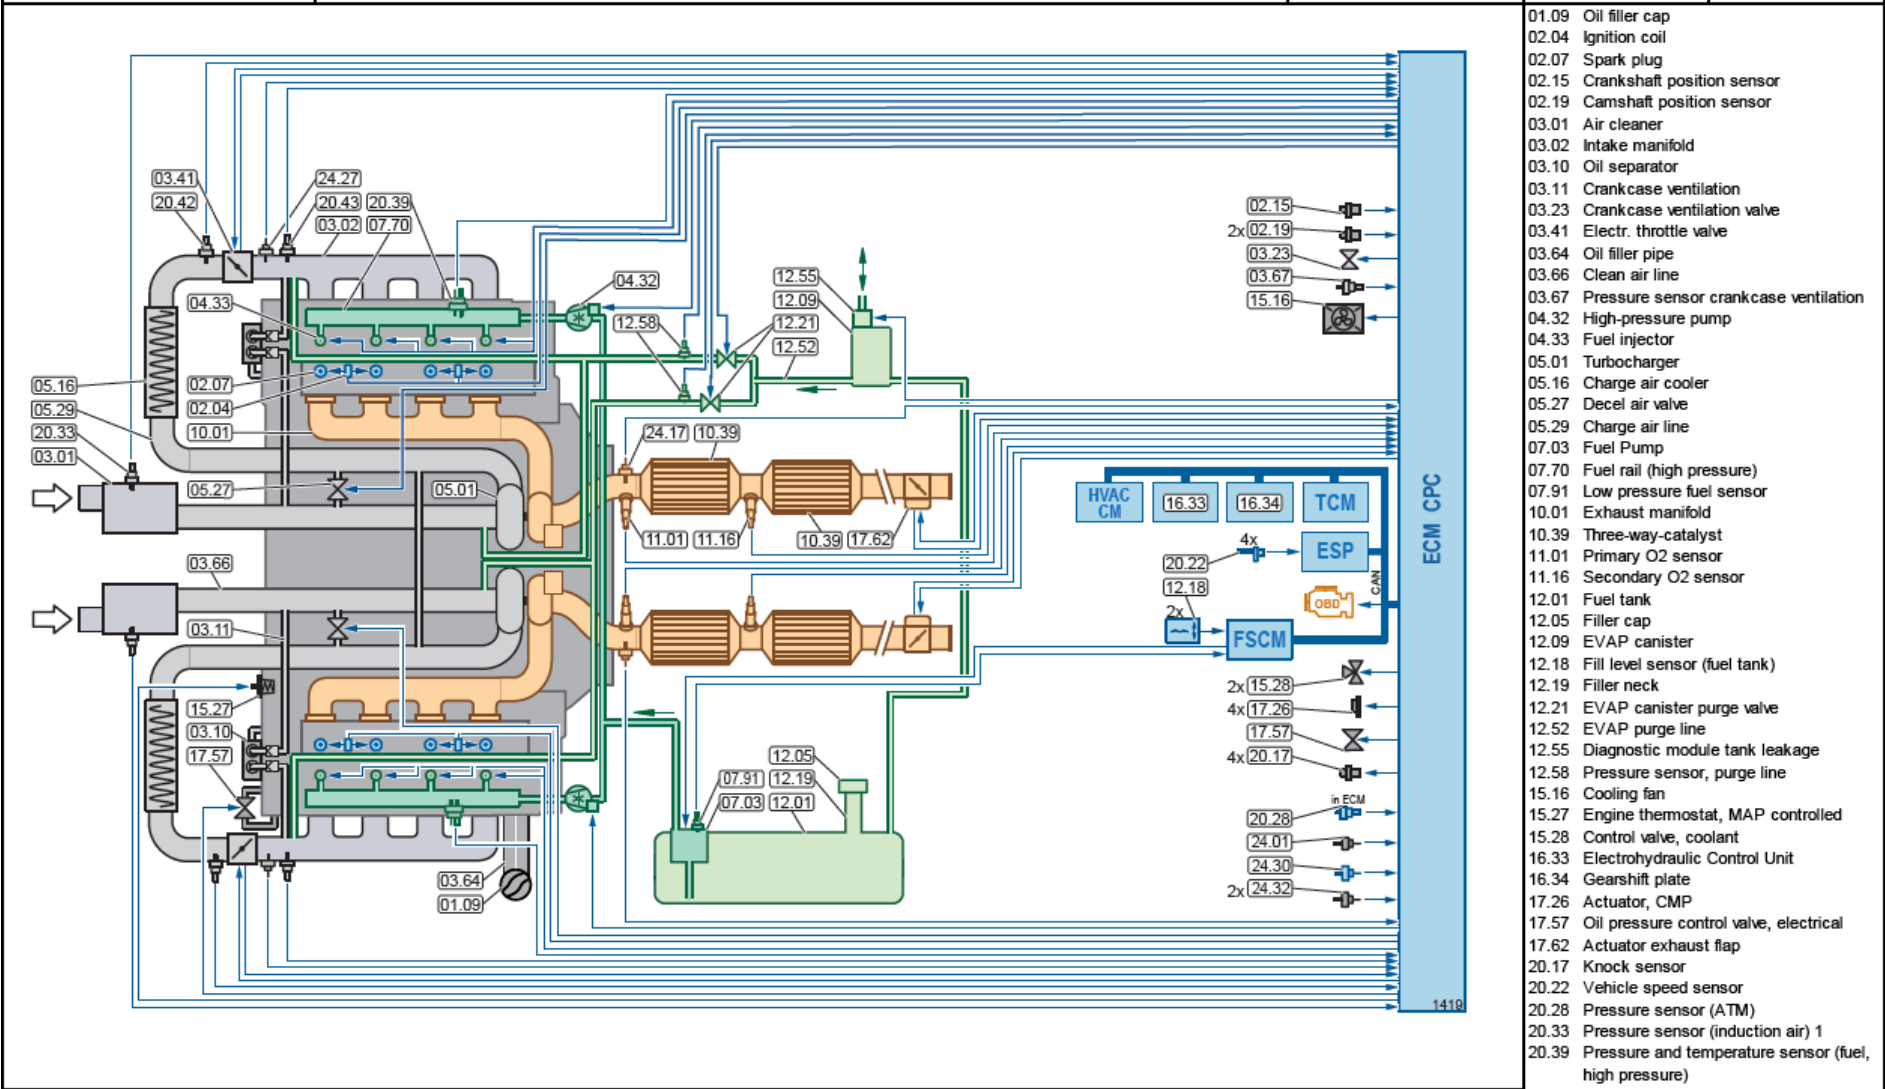 03.41
24.27
20.42
20.43
20.39
03.02
07.70
04.33
04.32
12.58
12.55
12.09
12.21
12.52
05.16
02.07
05.29
02.04
20.33
10.01
03.01
05.27
05.01
24.17
10.39
11.01
11.16
10.39
17.62
03.66
03.11
15.27
03.10
17.57
03.64
01.09
12.05
07.91
12.19
07.03
12.01
02.15
2x 02.19
03.23
03.67
15.16
HVAC CM
16.33
16.34
TCM
4x
20.22
ESP
12.18
CAN
OBD
2x
FSCM
2x 15.28
4x 17.26
17.57
4x 20.17
in ECM
20.28
24.01
24.30
2x 24.32
ECM CPC
1419
01.09 Oil filler cap
02.04 Ignition coil
02.07 Spark plug
02.15 Crankshaft position sensor
02.19 Camshaft position sensor
03.01 Air cleaner
03.02 Intake manifold
03.10 Oil separator
03.11 Crankcase ventilation
03.23 Crankcase ventilation valve
03.41 Electr. throttle valve
03.64 Oil filler pipe
03.66 Clean air line
03.67 Pressure sensor crankcase ventilation
04.32 High-pressure pump
04.33 Fuel injector
05.01 Turbocharger
05.16 Charge air cooler
05.27 Decel air valve
05.29 Charge air line
07.03 Fuel Pump
07.70 Fuel rail (high pressure)
07.91 Low pressure fuel sensor
10.01 Exhaust manifold
10.39 Three-way-catalyst
11.01 Primary O2 sensor
11.16 Secondary O2 sensor
12.01 Fuel tank
12.05 Filler cap
12.09 EVAP canister
12.18 Fill level sensor (fuel tank)
12.19 Filler neck
12.21 EVAP canister purge valve
12.52 EVAP purge line
12.55 Diagnostic module tank leakage
12.58 Pressure sensor, purge line
15.16 Cooling fan
15.27 Engine thermostat, MAP controlled
15.28 Control valve, coolant
16.33 Electrohydraulic Control Unit
16.34 Gearshift plate
17.26 Actuator, CMP
17.57 Oil pressure control valve, electrical
17.62 Actuator exhaust flap
20.17 Knock sensor
20.22 Vehicle speed sensor
20.28 Pressure sensor (ATM)
20.33 Pressure sensor (induction air) 1
20.39 Pressure and temperature sensor (fuel,
high pressure)